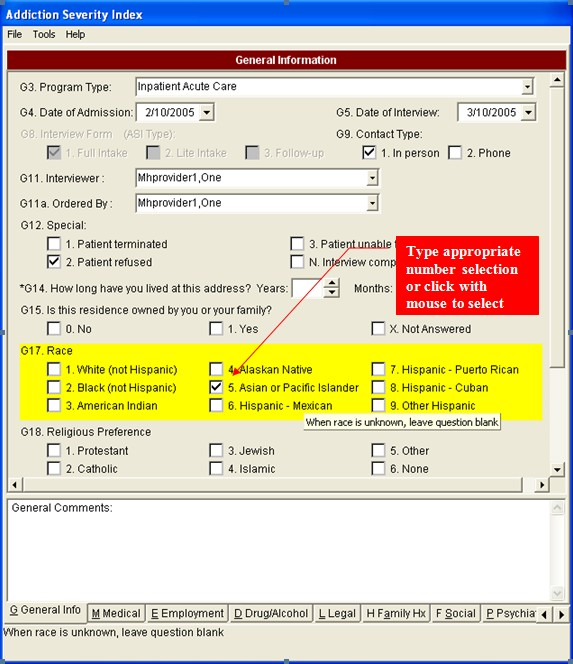 Addiction Severity Index
File Tools Help
General Information
G3. Program Type: Inpatient Acute Care
G4. Date of Admission: 2/10/2005 G5. Date of Interview: 3/10/2005
G8. Interview Form (ASI Type): G9. Contact Type:
1. Full Intake 2. Lite Intake 3. Follow-up 1. In person 2. Phone
G11. Interviewer : Mhprovider1,One
G11a. Ordered By : Mhprovider1,One
G12. Special:
1. Patient terminated 3. Patient unable
2. Patient refused N. Interview comp
Type appropriate
number selection
or click with
mouse to select
*G14. How long have you lived at this address? Years: Months:
G15. Is this residence owned by you or your family?
0. No 1. Yes X. Not Answered
G17. Race
1. White (not Hispanic) 4. Alaskan Native 7. Hispanic - Puerto Rican
2. Black (not Hispanic) 5. Asian or Pacific Islander 8. Hispanic - Cuban
3. American Indian 6. Hispanic - Mexican 9. Other Hispanic
When race is unknown, leave question blank
G18. Religious Preference
1. Protestant 3. Jewish 5. Other
2. Catholic 4. Islamic 6. None
General Comments:
G General Info M Medical E Employment D Drug/Alcohol L Legal H Family Hx F Social P Psychia
When race is unknown, leave question blank